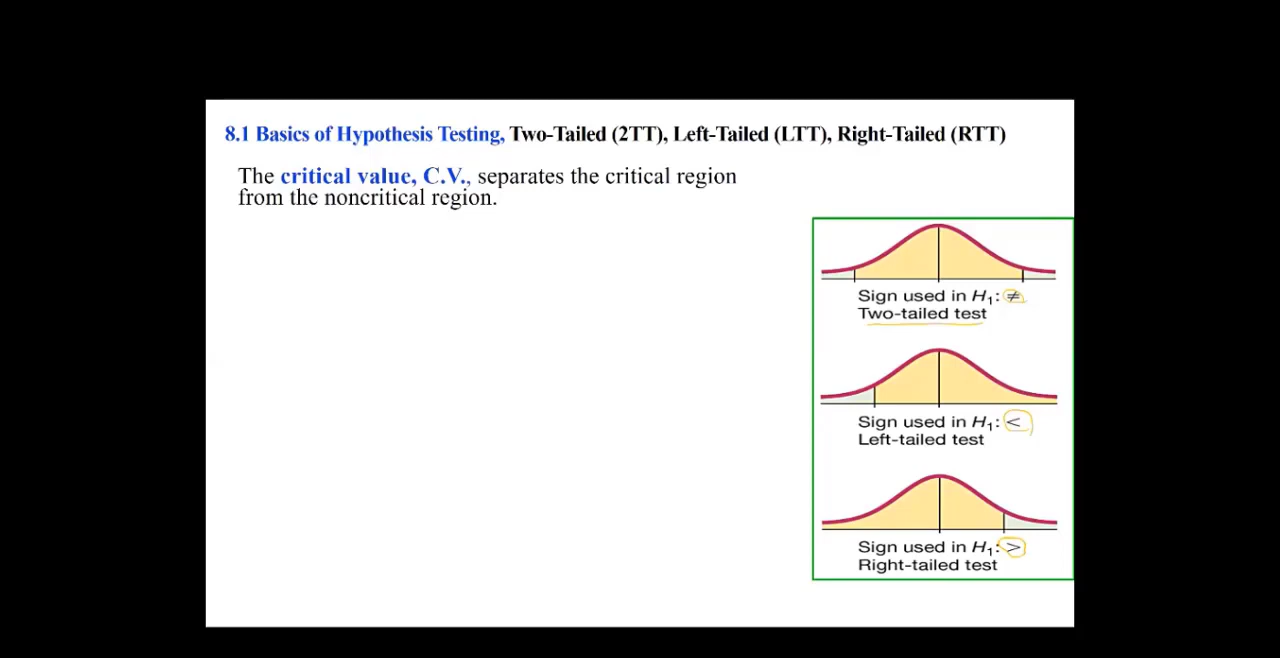 8.1 Basics of Hypothesis Testing, Two-Tailed (2TT), Left-Tailed (LTT), Right-Tailed (RTT)
The critical value, C.V., separates the critical region
from the noncritical region.
Sign used in H₁: ≠
Two-tailed test
Sign used in H₁: <
Left-tailed test
Sign used in H₁: >
Right-tailed test